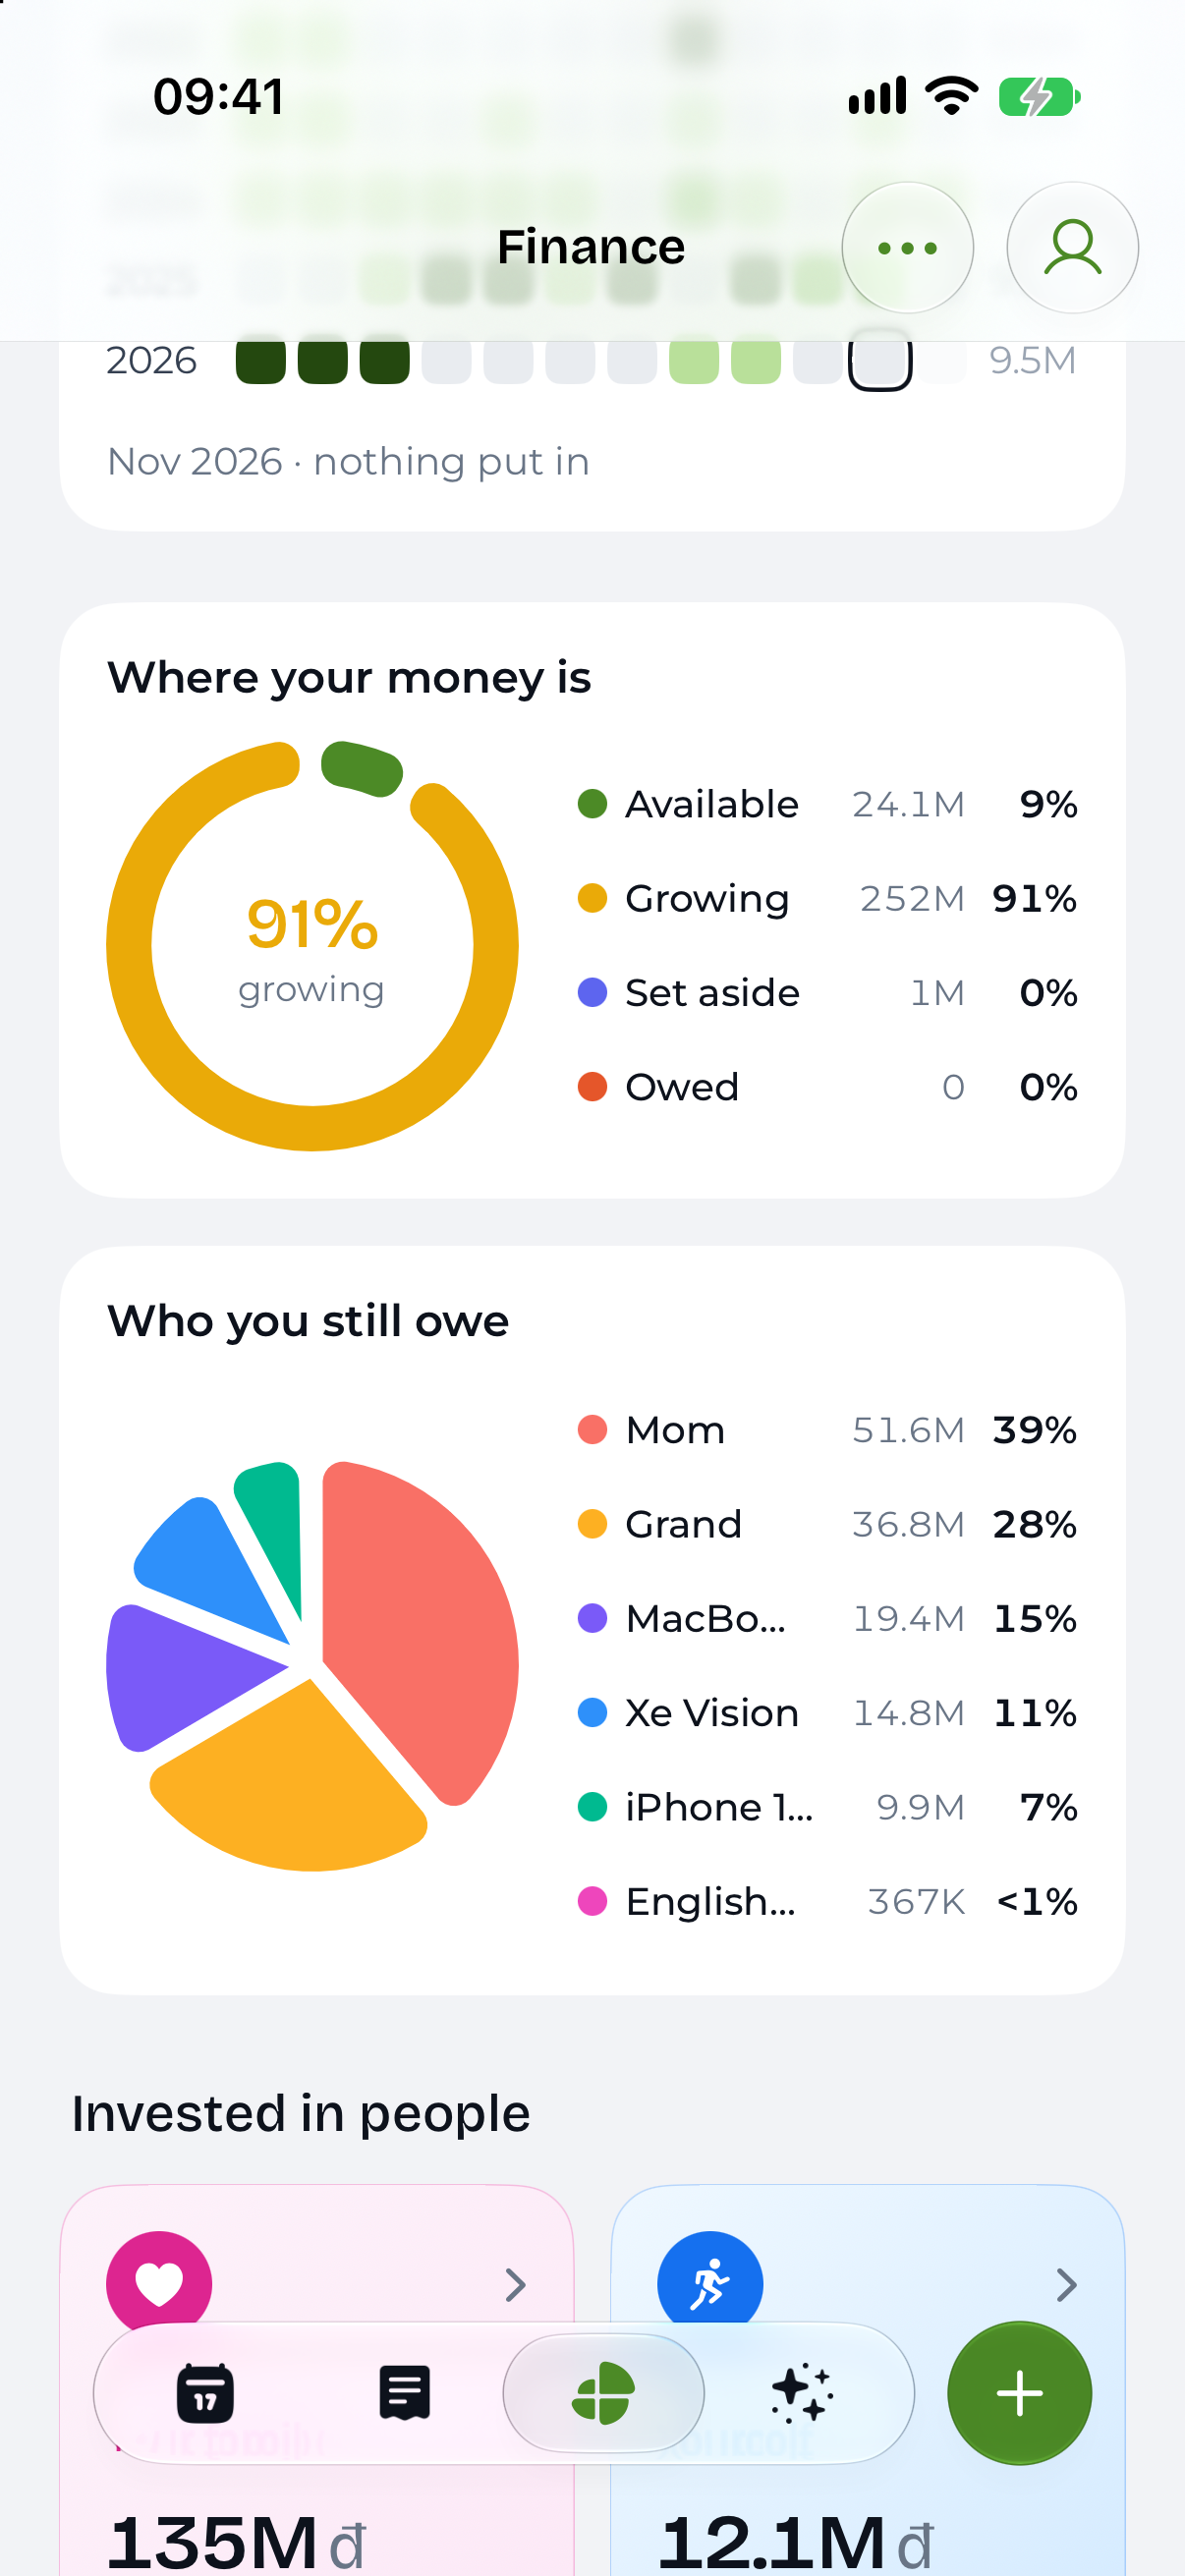 09:41
Finance
2025
2026 9.5M
Nov 2026 · nothing put in
Where your money is
91%
growing
Available 24.1M 9%
Growing 252M 91%
Set aside 1M 0%
Owed 0 0%
Who you still owe
Mom 51.6M 39%
Grand 36.8M 28%
MacBo... 19.4M 15%
Xe Vision 14.8M 11%
iPhone 1... 9.9M 7%
English... 367K <1%
Invested in people
17
135M đ
12.1M đ